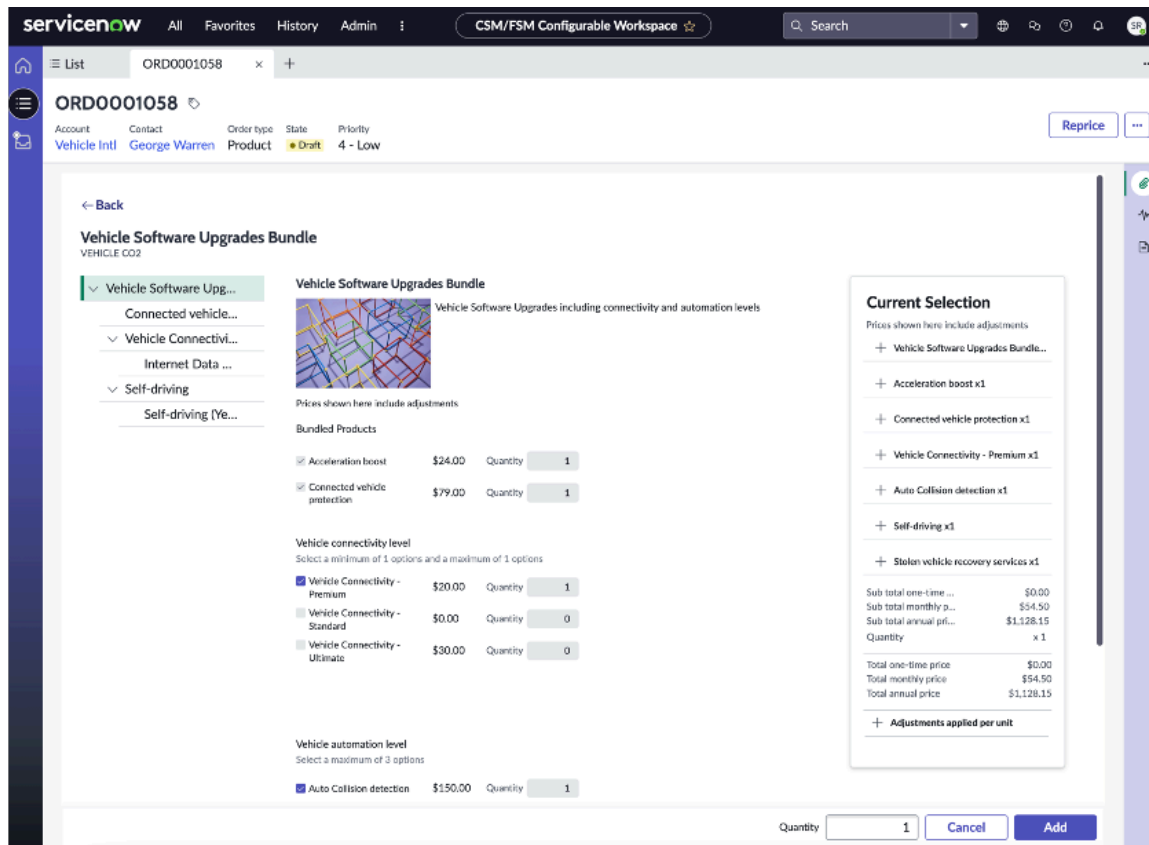 servicenow All Favorites History Admin CSM/FSM Configurable Workspace Search SR
List ORD0001058 × +
ORD0001058
Account Contact Order type State Priority
Vehicle Intl George Warren Product Draft 4 - Low
Reprice
Back
Vehicle Software Upgrades Bundle
VEHICLE CO2
Vehicle Software Upg...
Connected vehicle...
Vehicle Connectivi...
Internet Data ...
Self-driving
Self-driving (Ye...
Vehicle Software Upgrades Bundle
Vehicle Software Upgrades including connectivity and automation levels
Prices shown here include adjustments
Bundled Products
Acceleration boost $24.00 Quantity 1
Connected vehicle protection $79.00 Quantity 1
Vehicle connectivity level
Select a minimum of 1 options and a maximum of 1 options
Vehicle Connectivity - Premium $20.00 Quantity 1
Vehicle Connectivity - Standard $0.00 Quantity 0
Vehicle Connectivity - Ultimate $30.00 Quantity 0
Vehicle automation level
Select a maximum of 3 options
Auto Collision detection $150.00 Quantity 1
Current Selection
Prices shown here include adjustments
Vehicle Software Upgrades Bundle...
Acceleration boost x1
Connected vehicle protection x1
Vehicle Connectivity - Premium x1
Auto Collision detection x1
Self-driving x1
Stolen vehicle recovery services x1
Sub total one-time ... $0.00
Sub total monthly p... $54.50
Sub total annual pri... $1,128.15
Quantity x 1
Total one-time price $0.00
Total monthly price $54.50
Total annual price $1,128.15
Adjustments applied per unit
Quantity 1 Cancel Add